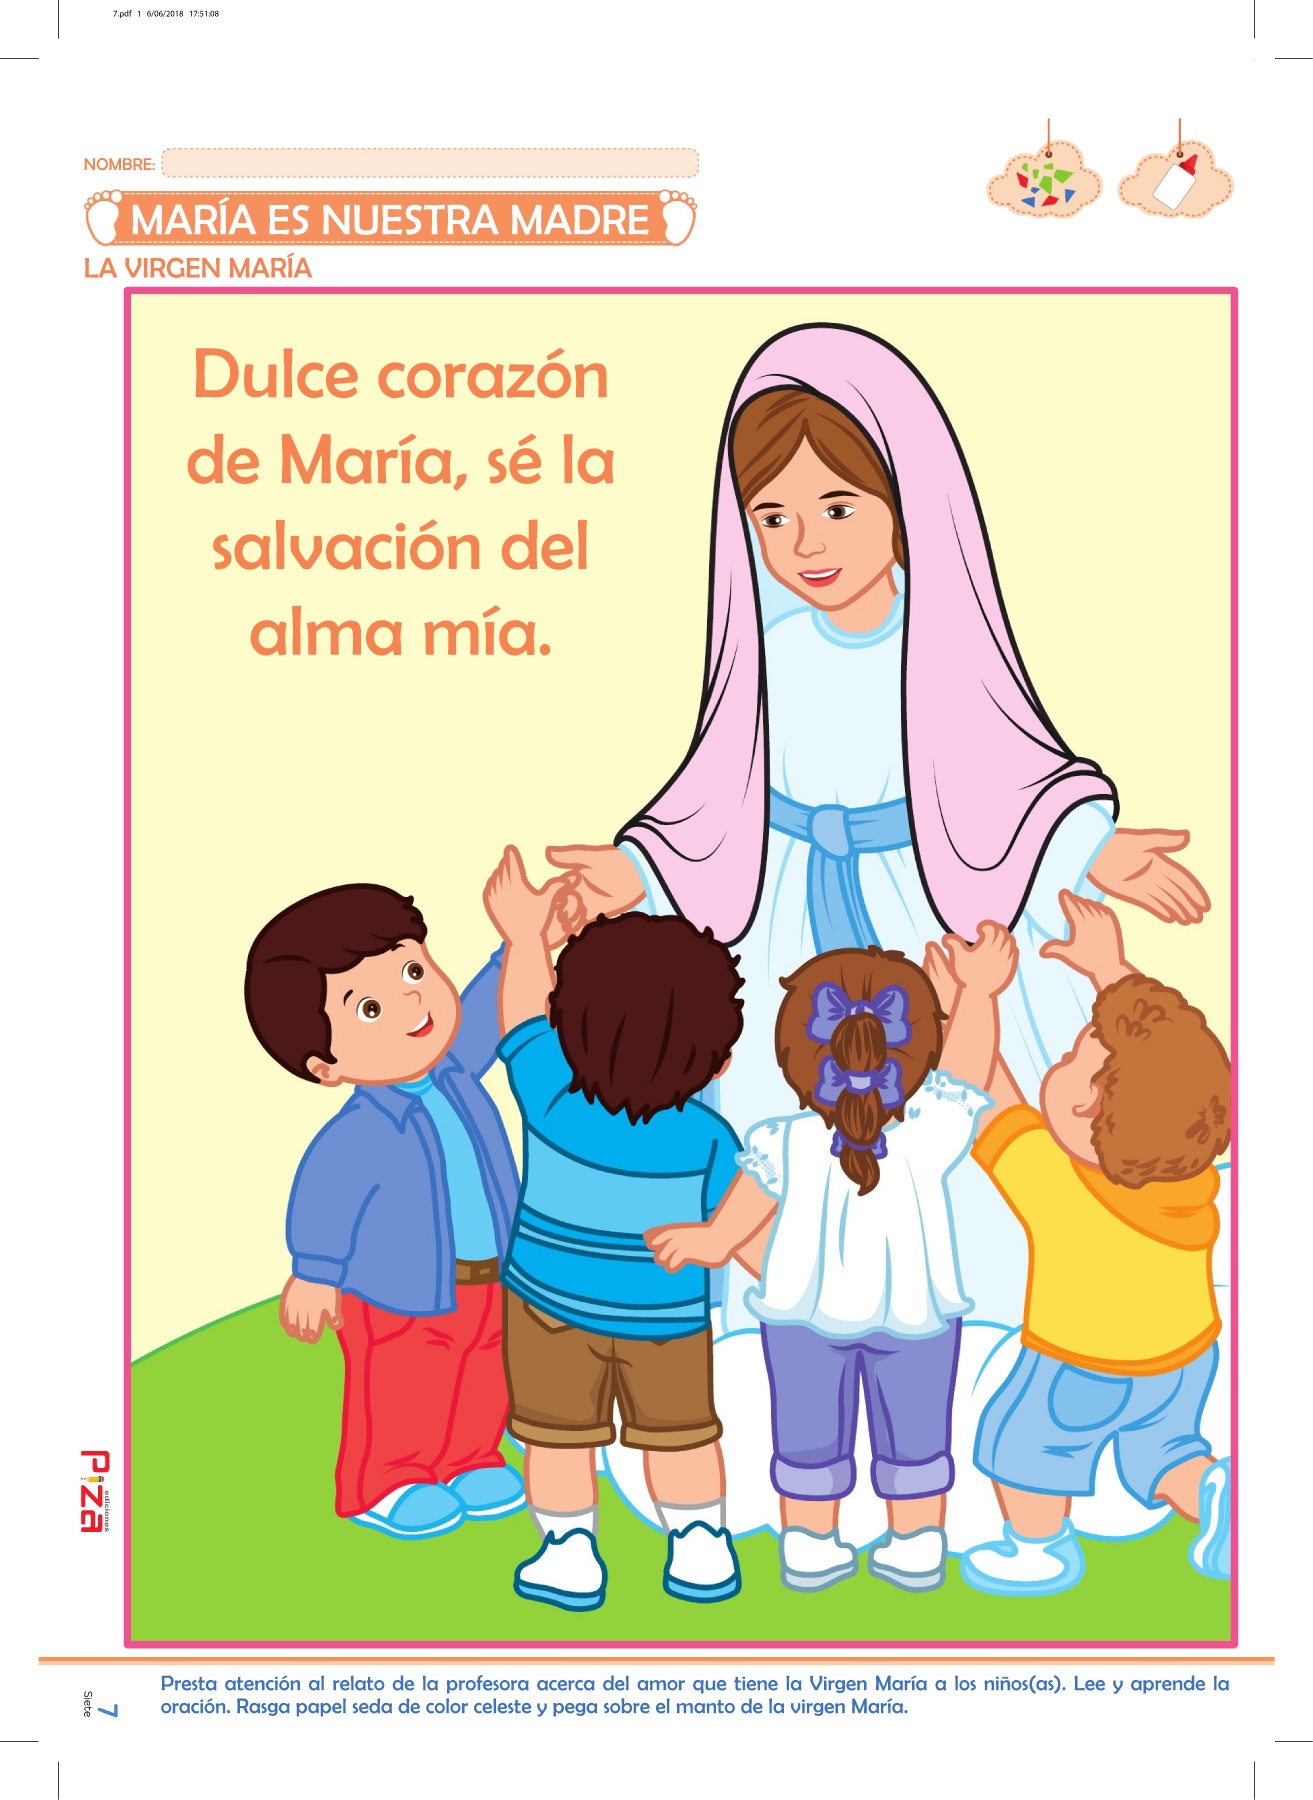 7.pdf 1 6/06/2018 17:51:08
NOMBRE:
MARÍA ES NUESTRA MADRE
LA VIRGEN MARÍA
Dulce corazón
de María, sé la
salvación del
alma mía.
PIZA
ediciones
Presta atención al relato de la profesora acerca del amor que tiene la Virgen María a los niños(as). Lee y aprende la
oración. Rasga papel seda de color celeste y pega sobre el manto de la virgen María.
7
Siete